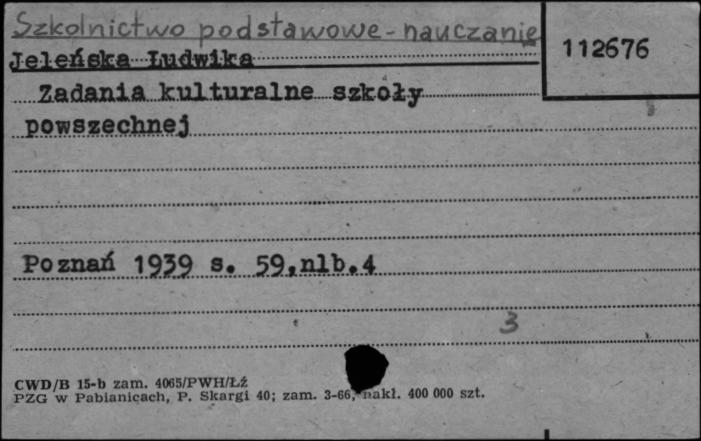 Szkolnictwo podstawowe - nauczanie
112676
Jeleńska Ludwika
Zadania kulturalne szkoły
powszechnej
Poznań 1939 s. 59,nlb.4
3
CWD/B 15-b zam. 4065/PWH/Łź
PZG w Pabianicach, P. Skargi 40; zam. 3-66, nakł. 400 000 szt.